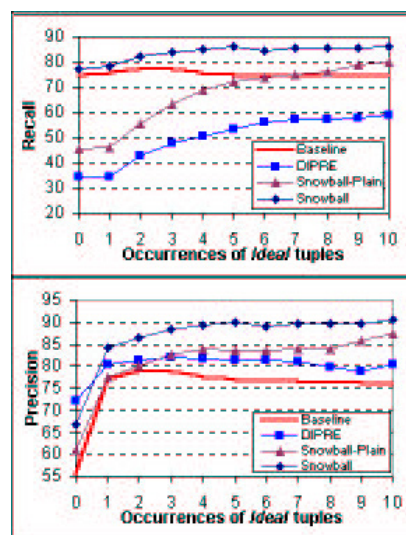 90
80
70
60
50
40
30
20
Recall
0 1 2 3 4 5 6 7 8 9 10
Occurrences of Ideal tuples
Baseline
DIPRE
Snowball-Plain
Snowball
95
90
85
80
75
70
65
60
55
Precision
0 1 2 3 4 5 6 7 8 9 10
Occurrences of Ideal tuples
Baseline
DIPRE
Snowball-Plain
Snowball